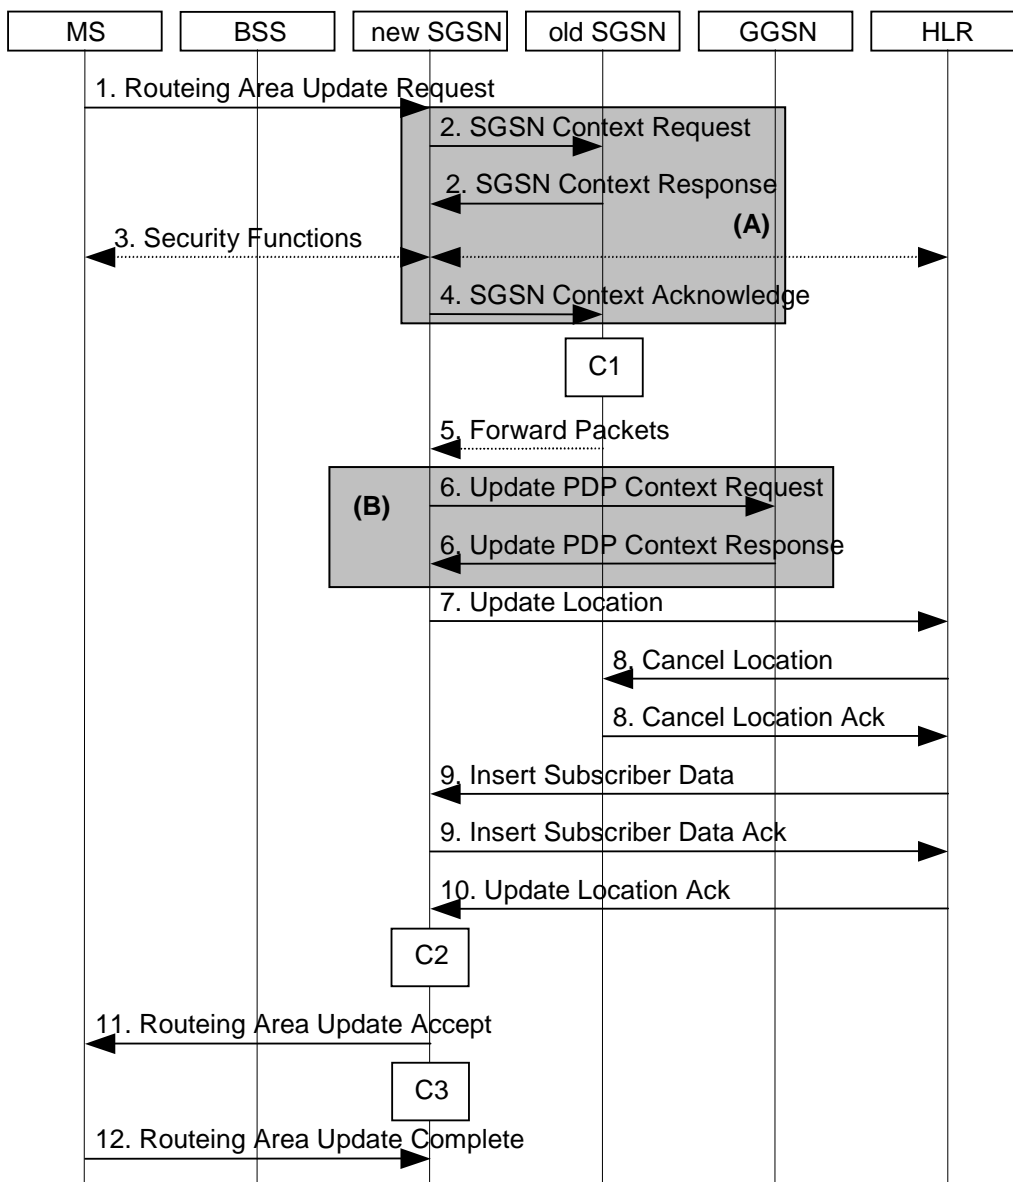 MS BSS new SGSN old SGSN GGSN HLR
1. Routeing Area Update Request
2. SGSN Context Request
2. SGSN Context Response
(A)
3. Security Functions
4. SGSN Context Acknowledge
C1
5. Forward Packets
6. Update PDP Context Request
(B)
6. Update PDP Context Response
7. Update Location
8. Cancel Location
8. Cancel Location Ack
9. Insert Subscriber Data
9. Insert Subscriber Data Ack
10. Update Location Ack
C2
11. Routeing Area Update Accept
C3
12. Routeing Area Update Complete